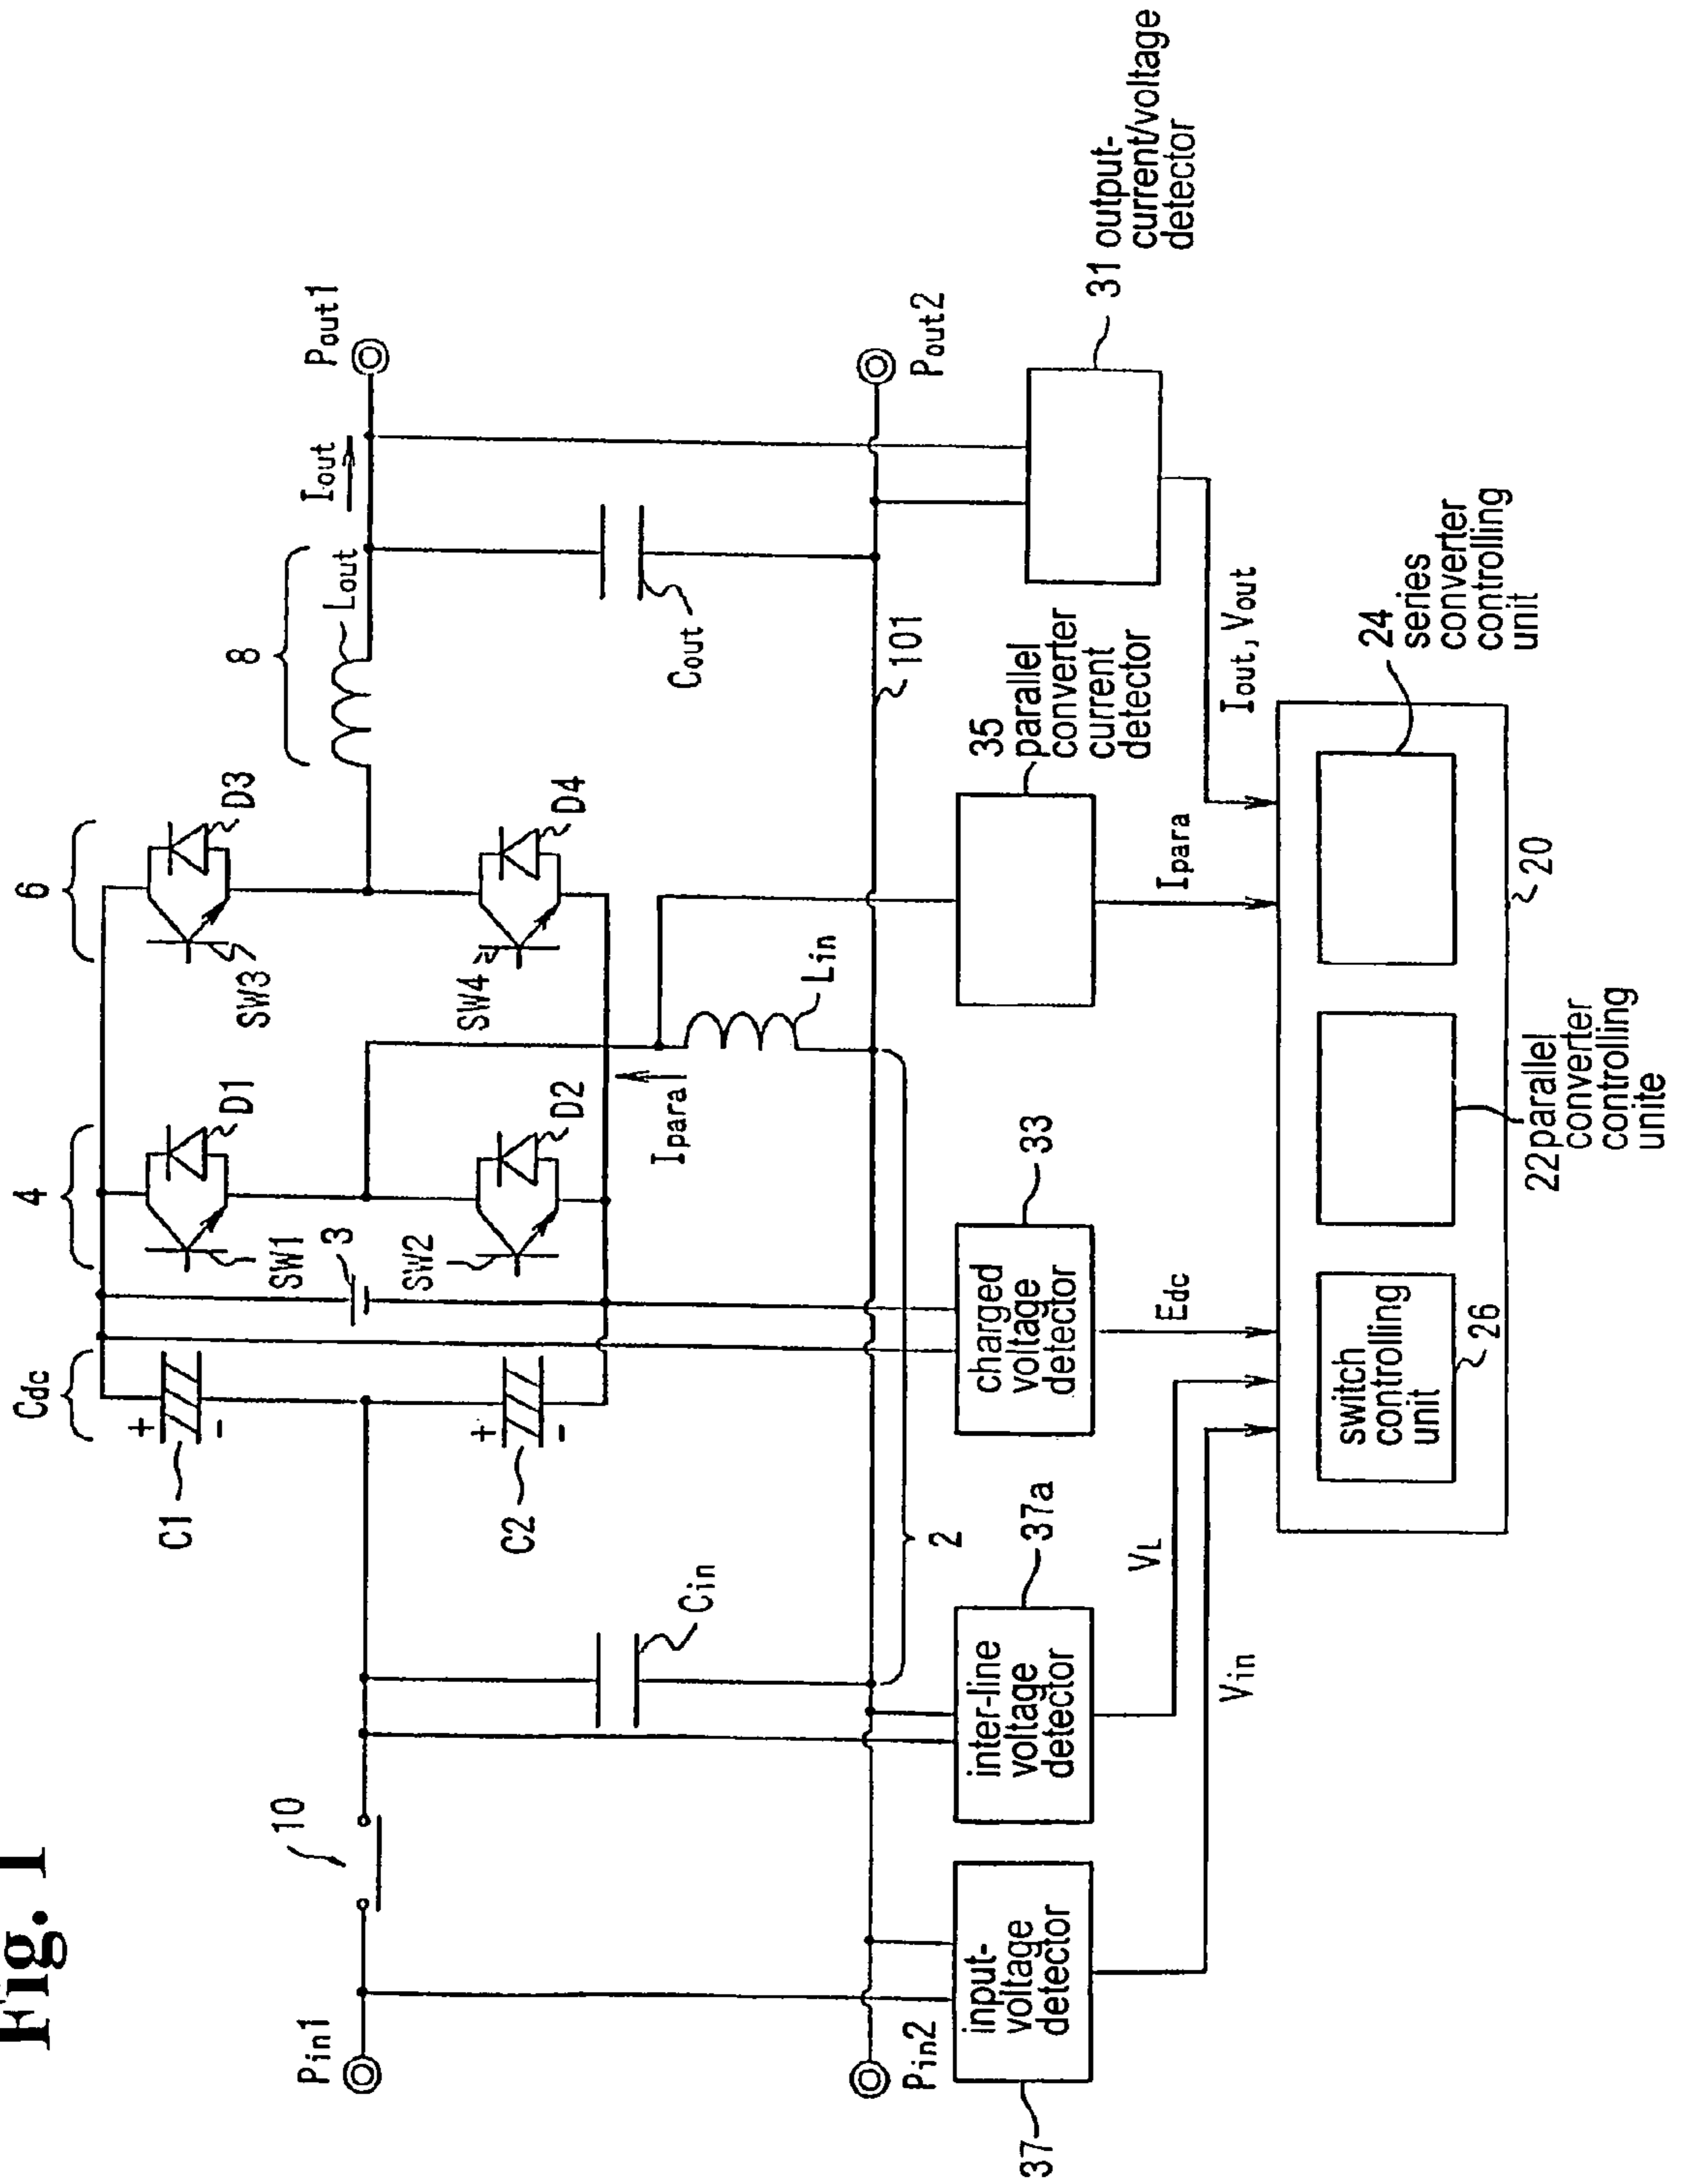 Fig. 1
Cdc
4
6
8
C1
+
-
C2
+
-
3
SW1
D1
SW2
D2
SW3
D3
SW4
D4
Lout
Iout
Pout1
Pin1
10
Cin
Ipara
Lin
Cout
Pout2
Pin2
2
101
37
input-
voltage
detector
37a
inter-line
voltage
detector
33
charged
voltage
detector
35
parallel
converter
current
detector
31 output-
current/voltage
detector
Vin
VL
Edc
Ipara
Iout, Vout
switch
controlling
unit
26
22 parallel
converter
controlling
unite
24
series
converter
controlling
unit
20